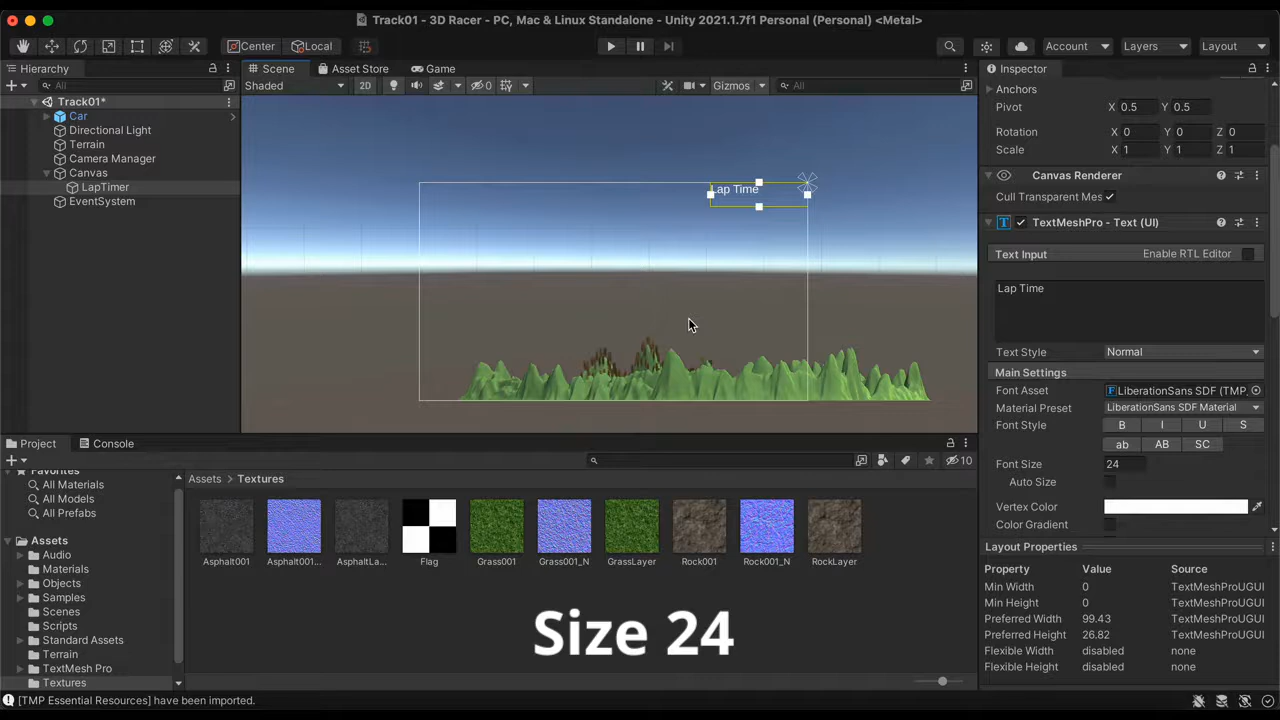 Track01 - 3D Racer - PC, Mac & Linux Standalone - Unity 2021.1.7f1 Personal (Personal) <Metal>
Center Local Account Layers Layout
Hierarchy
All
Track01*
Car
Directional Light
Terrain
Camera Manager
Canvas
LapTimer
EventSystem
Scene Asset Store Game
Shaded 2D 0 Gizmos All
Lap Time
Inspector
Anchors
Pivot X 0.5 Y 0.5
Rotation X 0 Y 0 Z 0
Scale X 1 Y 1 Z 1
Canvas Renderer
Cull Transparent Mes
TextMeshPro - Text (UI)
Text Input Enable RTL Editor
Lap Time
Text Style Normal
Main Settings
Font Asset LiberationSans SDF (TMP_
Material Preset LiberationSans SDF Material
Font Style B I U S
ab AB SC
Font Size 24
Auto Size
Vertex Color
Color Gradient
Layout Properties
Property Value Source
Min Width 0 TextMeshProUGUI
Min Height 0 TextMeshProUGUI
Preferred Width 99.43 TextMeshProUGUI
Preferred Height 26.82 TextMeshProUGUI
Flexible Width disabled none
Flexible Height disabled none
Project Console
10
Favorites
All Materials
All Models
All Prefabs
Assets
Audio
Materials
Objects
Samples
Scenes
Scripts
Standard Assets
Terrain
TextMesh Pro
Textures
Assets > Textures
Asphalt001 Asphalt001... AsphaltLa... Flag Grass001 Grass001_N GrassLayer Rock001 Rock001_N RockLayer
Size 24
[TMP Essential Resources] have been imported.